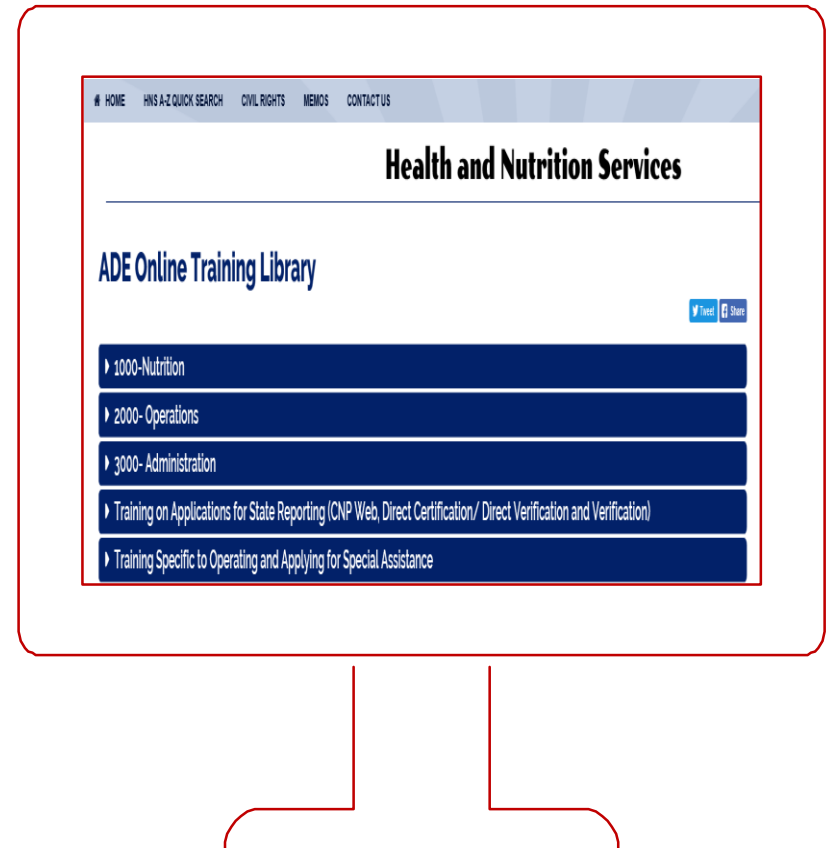 HOME HNS A-Z QUICK SEARCH CIVIL RIGHTS MEMOS CONTACT US
Health and Nutrition Services
ADE Online Training Library
Tweet Share
1000-Nutrition
2000- Operations
3000- Administration
Training on Applications for State Reporting (CNP Web, Direct Certification/ Direct Verification and Verification)
Training Specific to Operating and Applying for Special Assistance